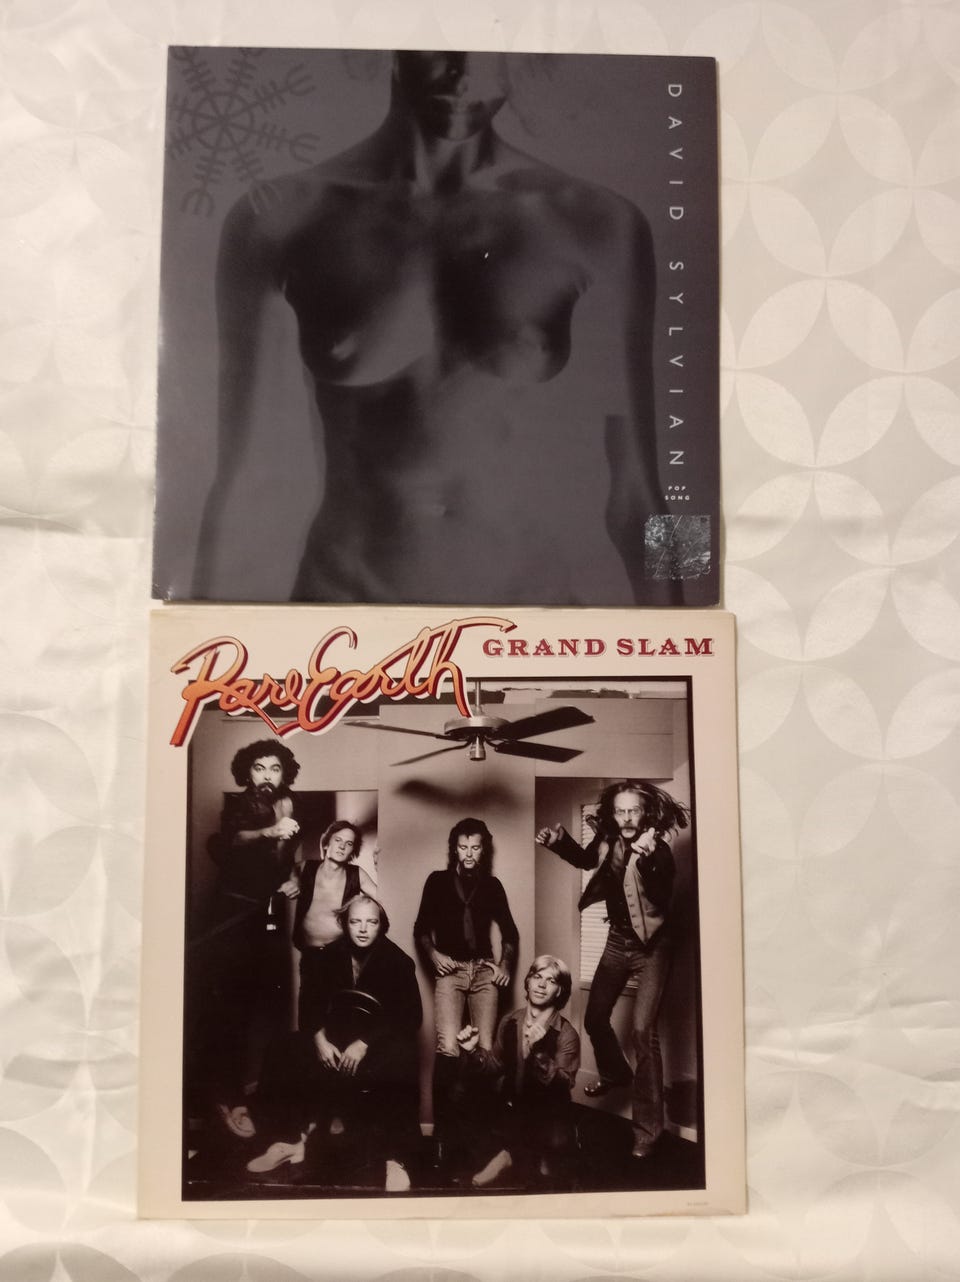 DAVID SYLVIAN
POP
SONG
Rare Earth
GRAND SLAM